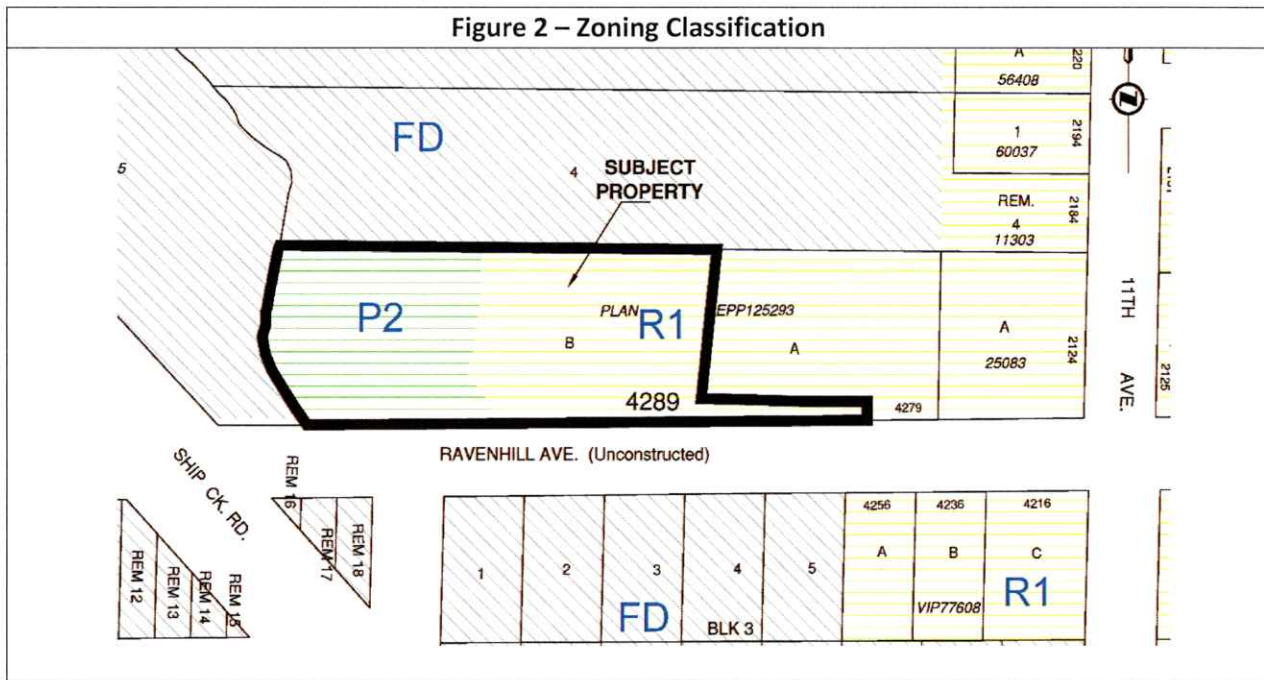 Figure 2 – Zoning Classification
A
56408
220
1
60037
2194
FD
5
4
SUBJECT
PROPERTY
REM.
4
11303
2184
P2
PLAN
R1
EPP125293
B
A
A
25083
2124
11TH
AVE.
2125
4289
4279
RAVENHILL AVE. (Unconstructed)
SHIP CK. RD.
REM 16
REM 17
REM 18
REM 12
REM 13
REM 14
REM 15
1
2
3
4
5
FD
BLK 3
4256
4236
4216
A
B
C
VIP77608
R1